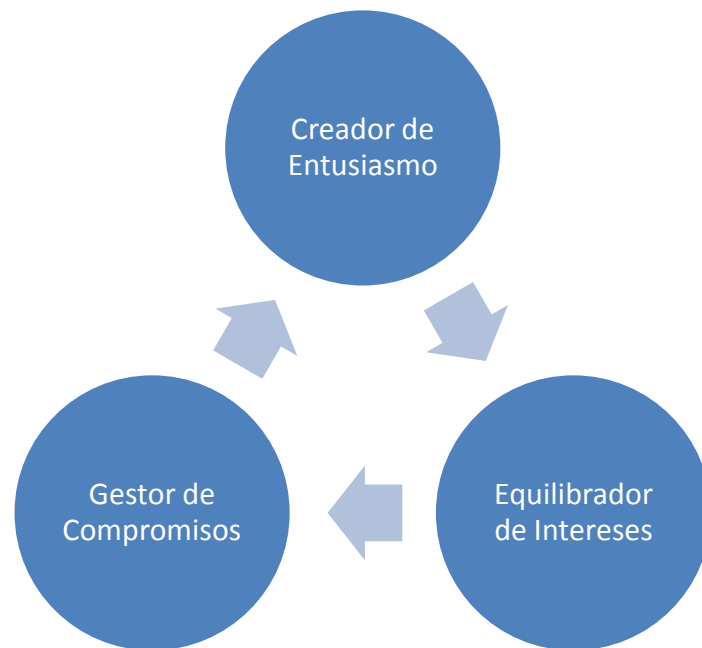 Creador de
Entusiasmo
Gestor de
Compromisos
Equilibrador
de Intereses